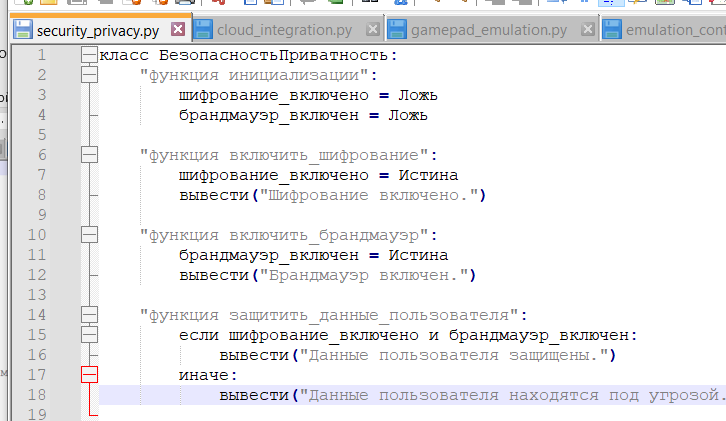 security_privacy.py cloud_integration.py gamepad_emulation.py
1 класс БезопасностьПриватность:
2 "функция инициализации":
3 шифрование_включено = Ложь
4 брандмауэр_включен = Ложь
5
6 "функция включить_шифрование":
7 шифрование_включено = Истина
8 вывести("Шифрование включено.")
9
10 "функция включить_брандмауэр":
11 брандмауэр_включен = Истина
12 вывести("Брандмауэр включен.")
13
14 "функция защитить_данные_пользователя":
15 если шифрование_включено и брандмауэр_включен:
16 вывести("Данные пользователя защищены.")
17 иначе:
18 вывести("Данные пользователя находятся под угрозой.
19